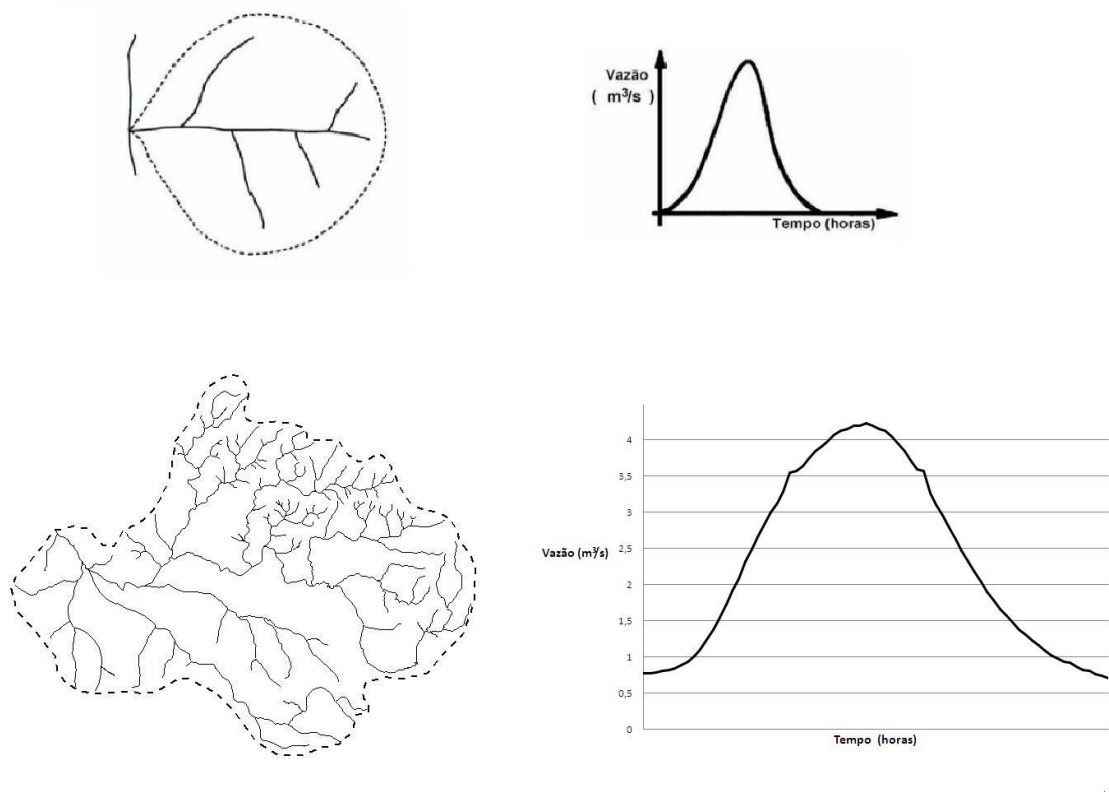 Vazão
( m³/s )
Tempo (horas)
4
3,5
3
2,5
2
1,5
1
0,5
0
Vazão (m³/s)
Tempo (horas)